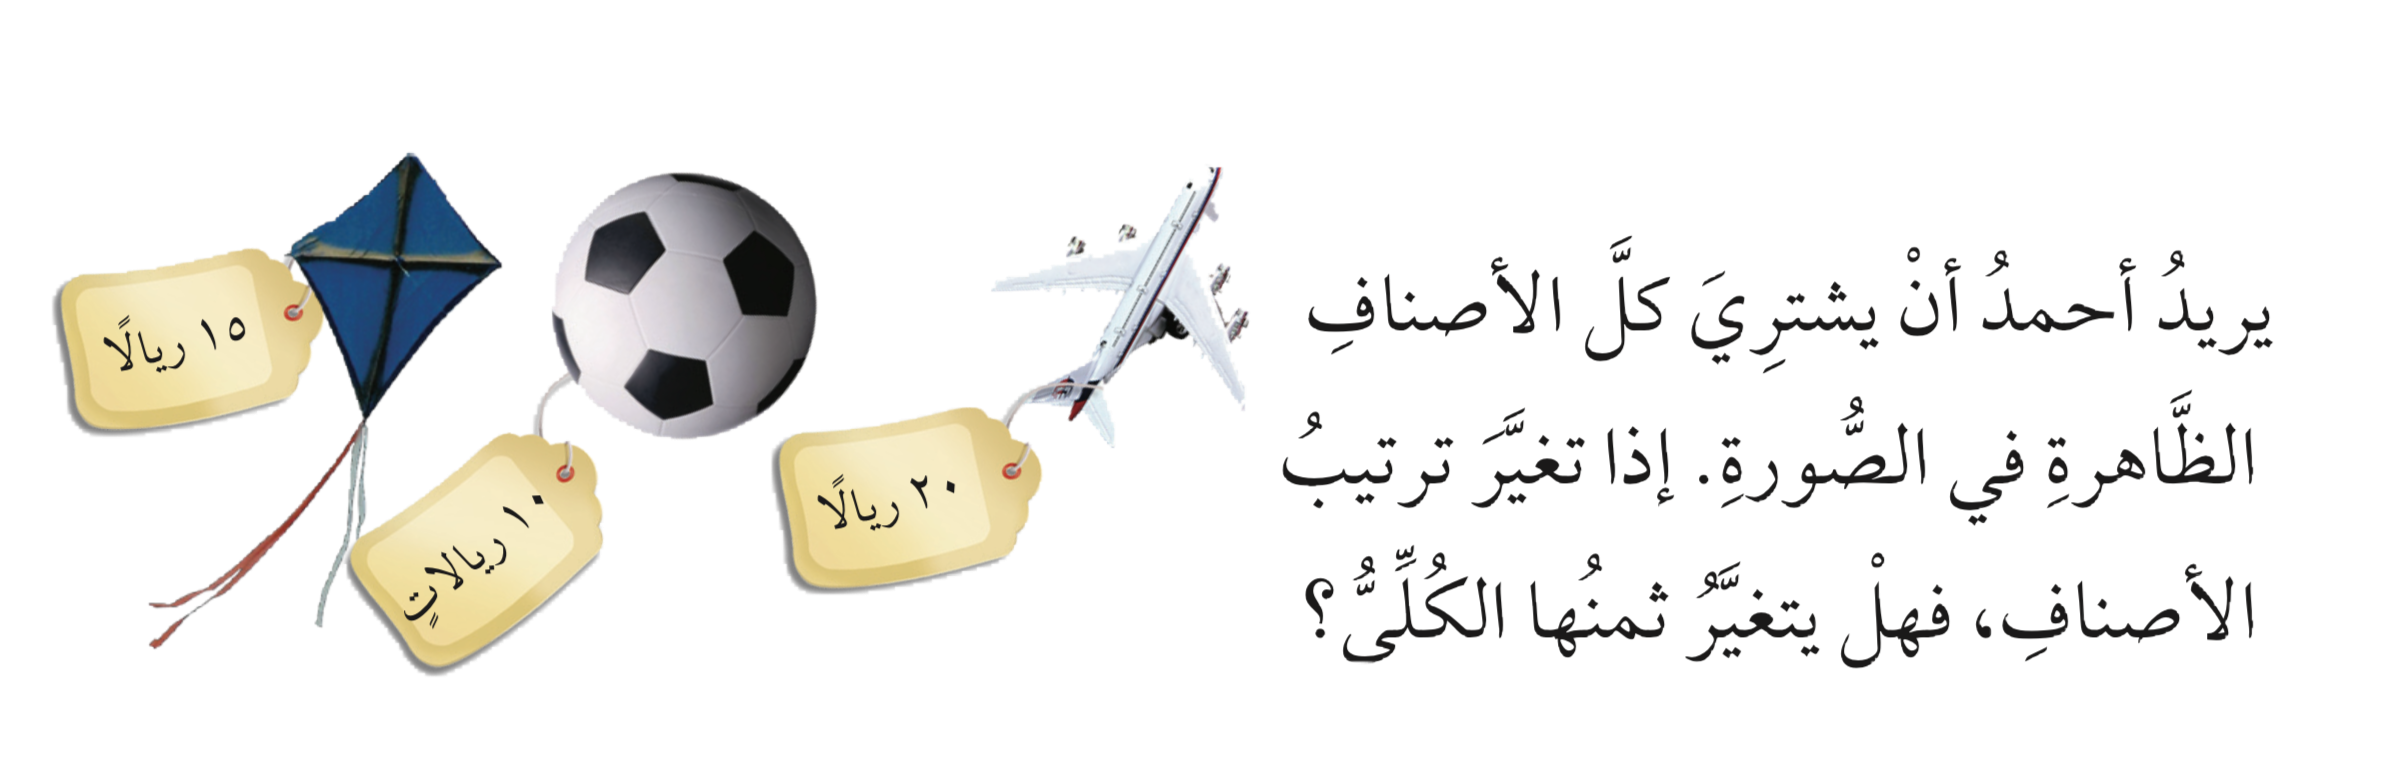 يريدُ أحمدُ أنْ يشترِيَ كلَّ الأصنافِ
الظَّاهرةِ في الصُّورةِ. إذا تغيَّرَ ترتيبُ
الأصنافِ، فهلْ يتغيَّرُ ثمنُها الكُلِّيُّ؟
٢٠ ريالًا
١٠ ريالاتٍ
١٥ ريالًا